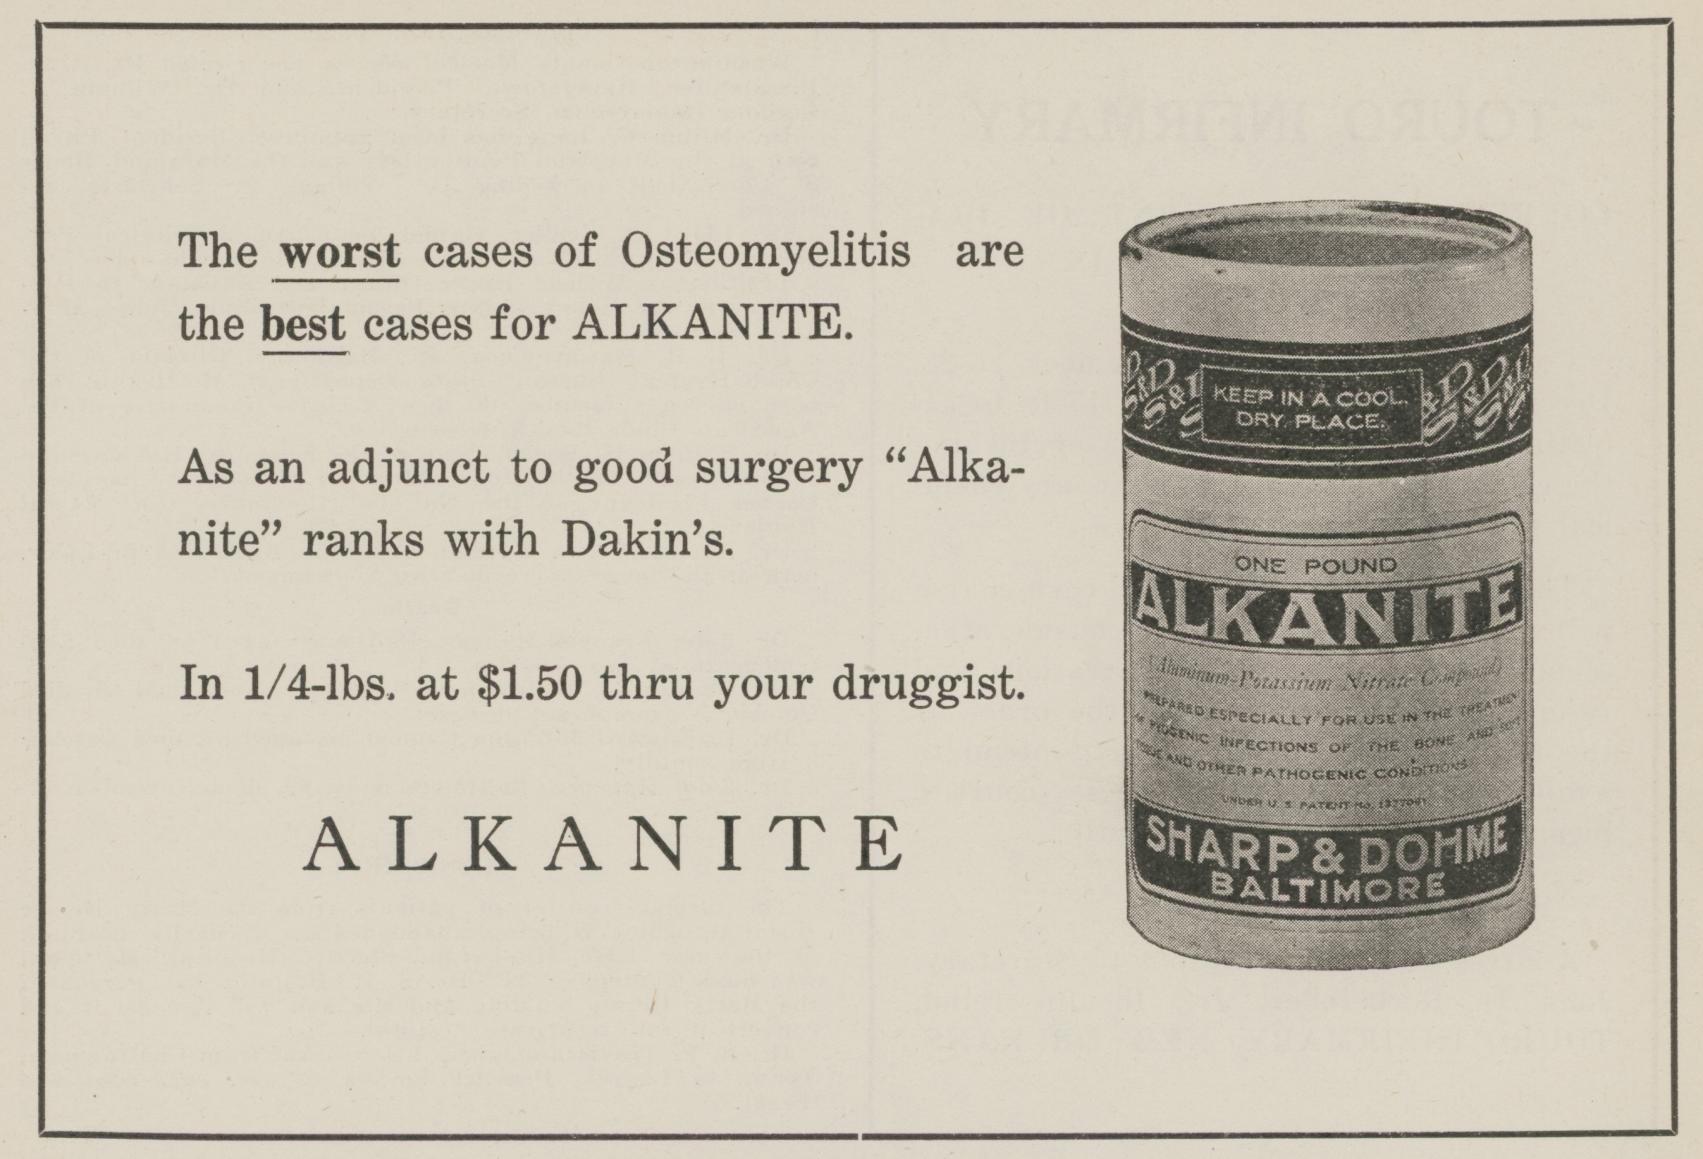 The worst cases of Osteomyelitis are
the best cases for ALKANITE.
As an adjunct to good surgery “Alka-
nite” ranks with Dakin’s.
In 1/4-lbs. at $1.50 thru your druggist.
ALKANITE
S&D S&D
KEEP IN A COOL,
DRY PLACE.
S&D S&D S&D
ONE POUND
ALKANITE
(Aluminum-Potassium Nitrate Compound)
PREPARED ESPECIALLY FOR USE IN THE TREATMENT
OF PYOGENIC INFECTIONS OF THE BONE AND SOFT
TISSUE AND OTHER PATHOGENIC CONDITIONS
UNDER U. S. PATENT No.
SHARP & DOHME
BALTIMORE